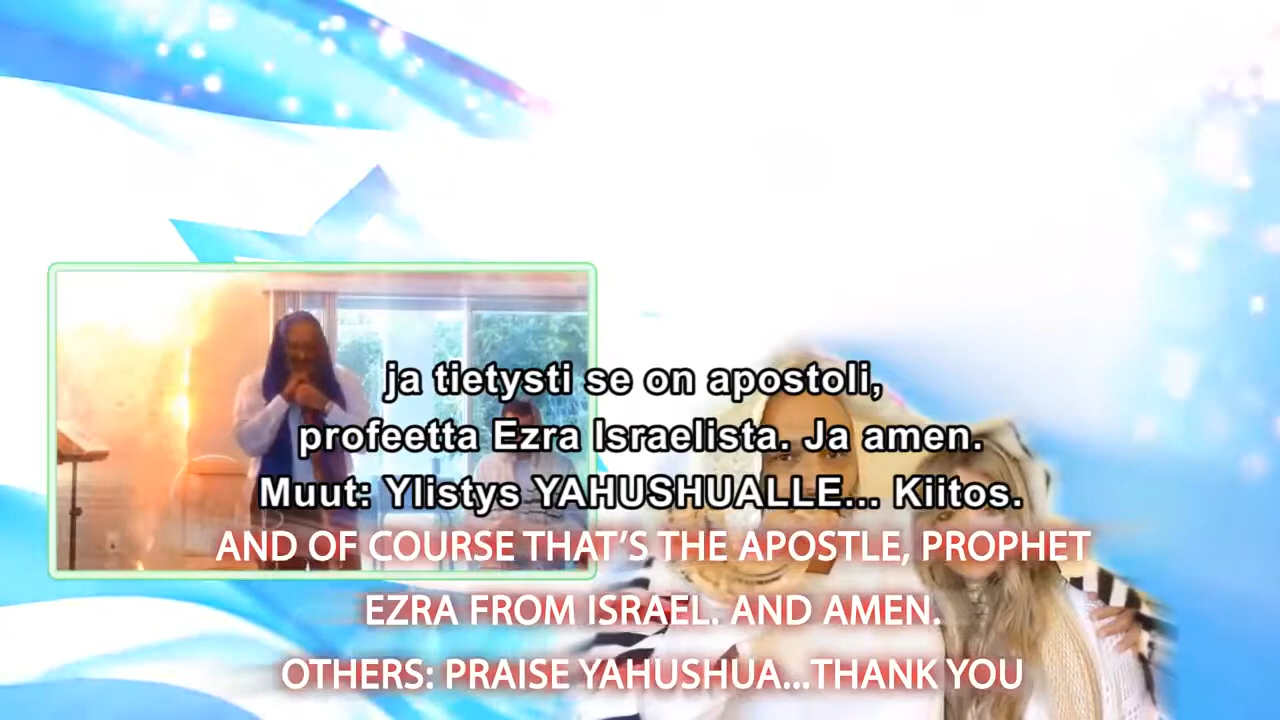 ja tietysti se on apostoli,
profeetta Ezra Israelista. Ja amen.
Muut: Ylistys YAHUSHUALLE... Kiitos.
AND OF COURSE THAT'S THE APOSTLE, PROPHET
EZRA FROM ISRAEL. AND AMEN.
OTHERS: PRAISE YAHUSHUA...THANK YOU